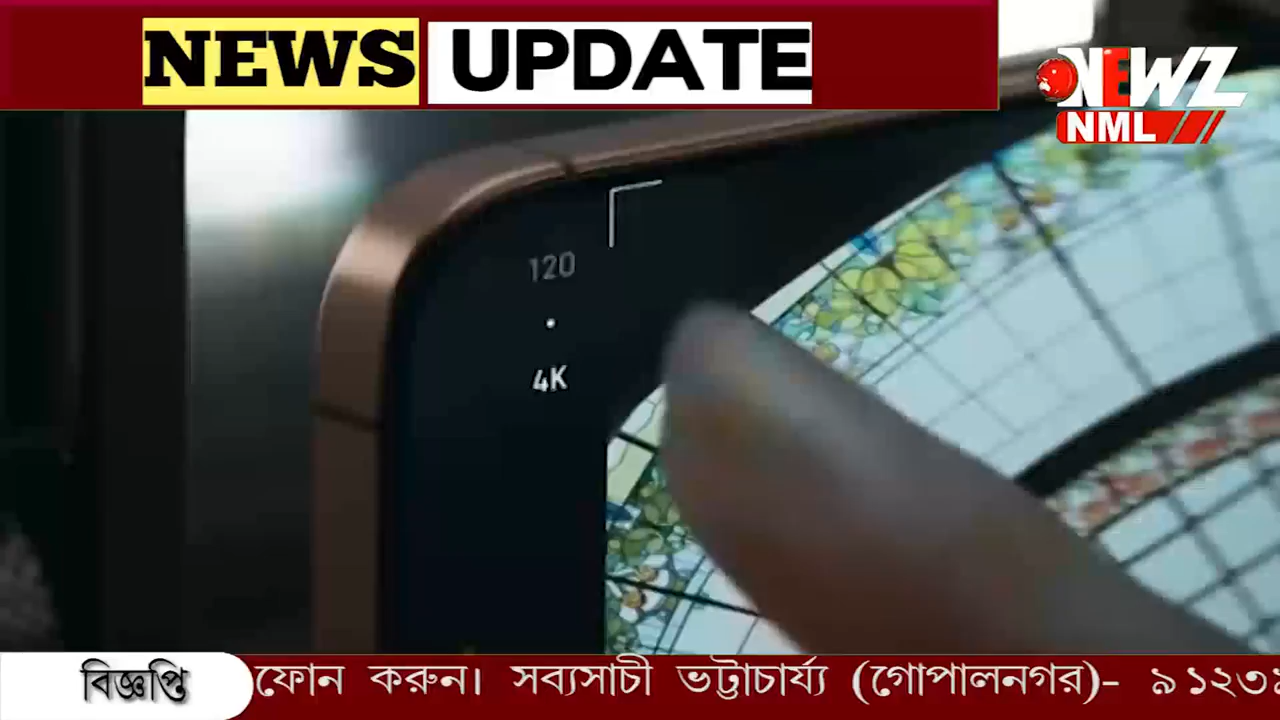 NEWS UPDATE
NEWZ
NML
120
4K
বিজ্ঞপ্তি
ফোন করুন। সব্যসাচী ভট্টাচার্য্য (গোপালনগর)- ৯১২৩